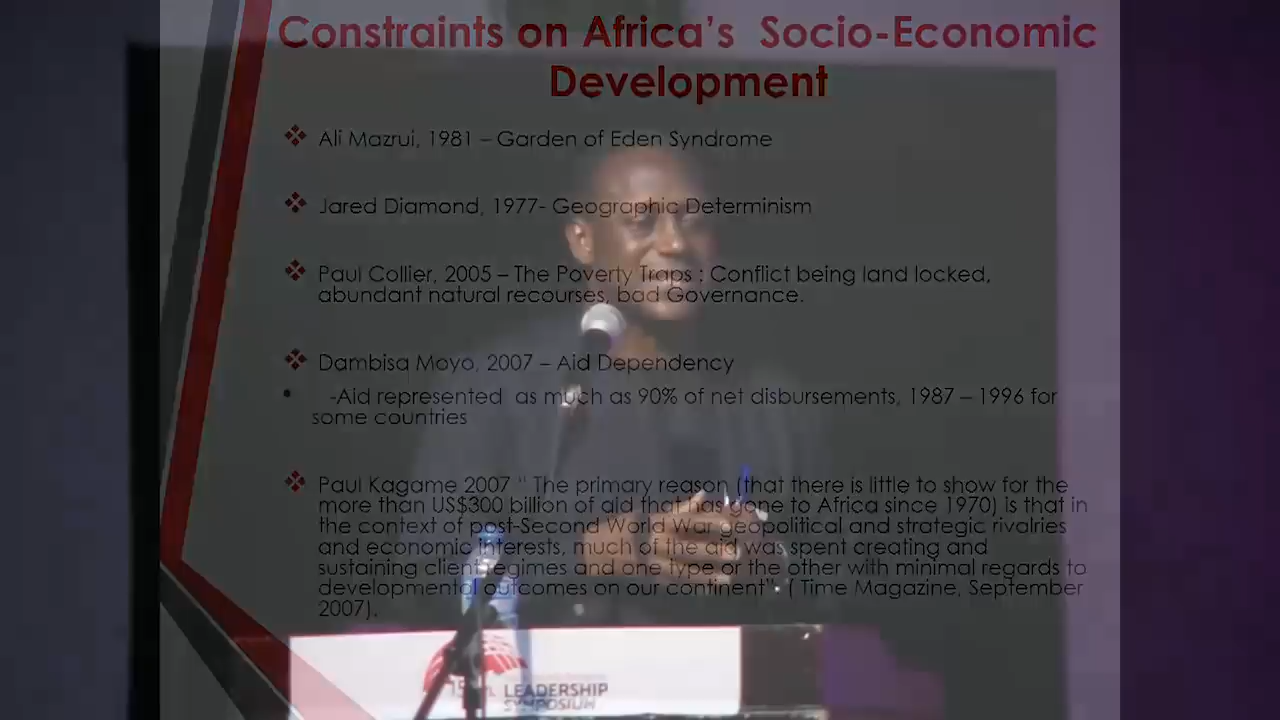 Constraints on Africa's Socio-Economic
Development
Ali Mazrui, 1981 – Garden of Eden Syndrome
Jared Diamond, 1977- Geographic Determinism
Paul Collier, 2005 – The Poverty Traps : Conflict being land locked,
abundant natural recourses, bad Governance.
Dambisa Moyo, 2007 – Aid Dependency
-Aid represented as much as 90% of net disbursements, 1987 – 1996 for
some countries
Paul Kagame 2007 " The primary reason (that there is little to show for the
more than US$300 billion of aid that has gone to Africa since 1970) is that in
the context of post-Second World War geopolitical and strategic rivalries
and economic interests, much of the aid was spent creating and
sustaining client regimes and one type or the other with minimal regards to
developmental outcomes on our continent". ( Time Magazine, September
2007).
LEADERSHIP
SYMPOSIUM